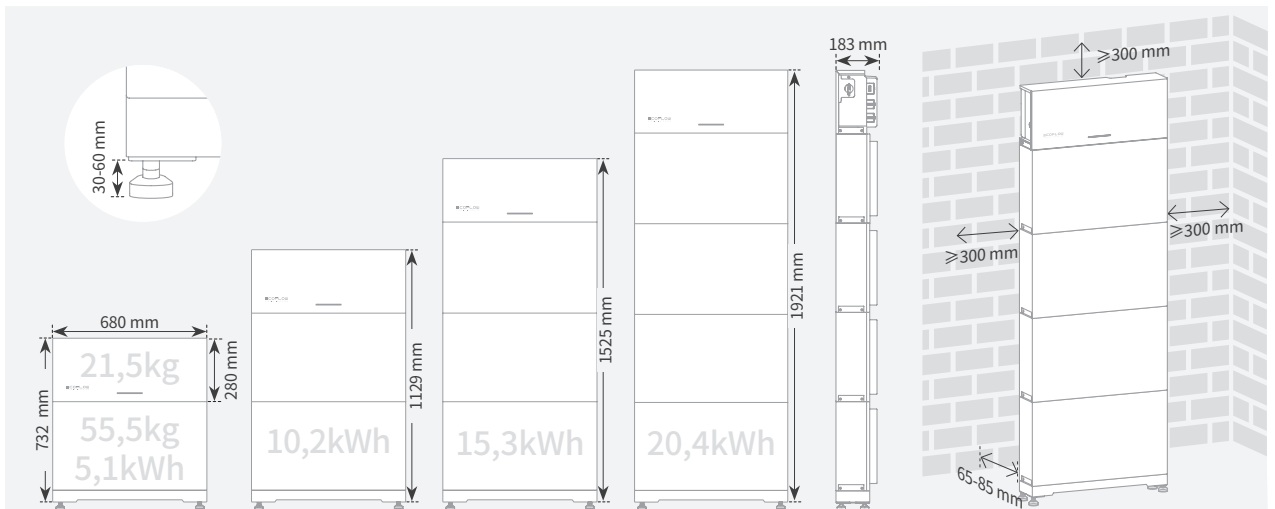 30-60 mm
680 mm
21,5kg
280 mm
732 mm
55,5kg
5,1kWh
1129 mm
10,2kWh
1525 mm
15,3kWh
1921 mm
20,4kWh
183 mm
⩾300 mm
⩾300 mm
⩾300 mm
65-85 mm